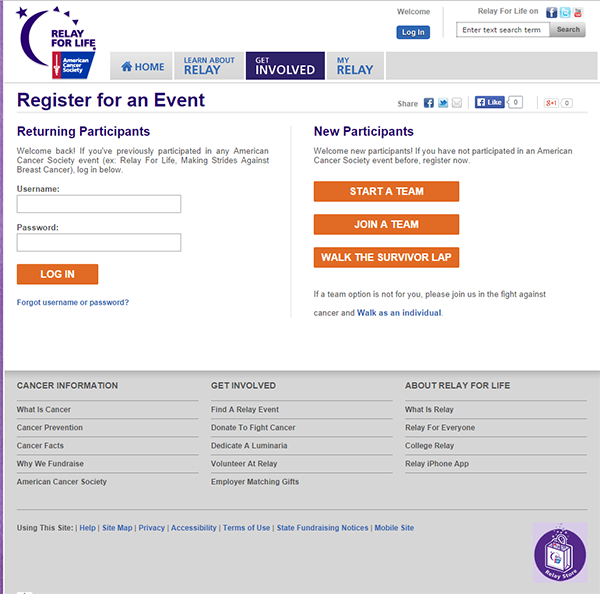 RELAY
FOR LIFE
American
Cancer
Society
Welcome
Log In
Relay For Life on
Enter text search term
Search
HOME
LEARN ABOUT
RELAY
GET
INVOLVED
MY
RELAY
Register for an Event
Share
Like
0
g+1
0
Returning Participants
Welcome back! If you've previously participated in any American
Cancer Society event (ex: Relay For Life, Making Strides Against
Breast Cancer), log in below.
Username:
Password:
LOG IN
Forgot username or password?
New Participants
Welcome new participants! If you have not participated in an American
Cancer Society event before, register now.
START A TEAM
JOIN A TEAM
WALK THE SURVIVOR LAP
If a team option is not for you, please join us in the fight against
cancer and Walk as an individual.
CANCER INFORMATION
What Is Cancer
Cancer Prevention
Cancer Facts
Why We Fundraise
American Cancer Society
GET INVOLVED
Find A Relay Event
Donate To Fight Cancer
Dedicate A Luminaria
Volunteer At Relay
Employer Matching Gifts
ABOUT RELAY FOR LIFE
What Is Relay
Relay For Everyone
College Relay
Relay iPhone App
Using This Site: | Help | Site Map | Privacy | Accessibility | Terms of Use | State Fundraising Notices | Mobile Site
Relay Store